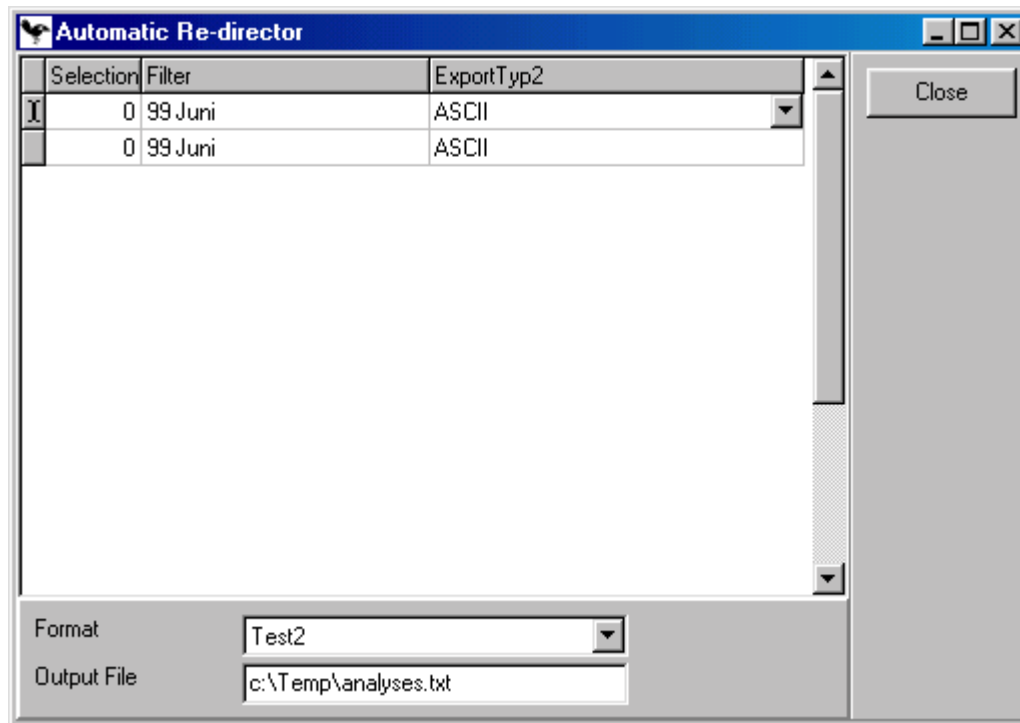 Automatic Re-director
Selection Filter ExportTyp2
0 99 Juni ASCII
0 99 Juni ASCII
Close
Format Test2
Output File c:\Temp\analyses.txt